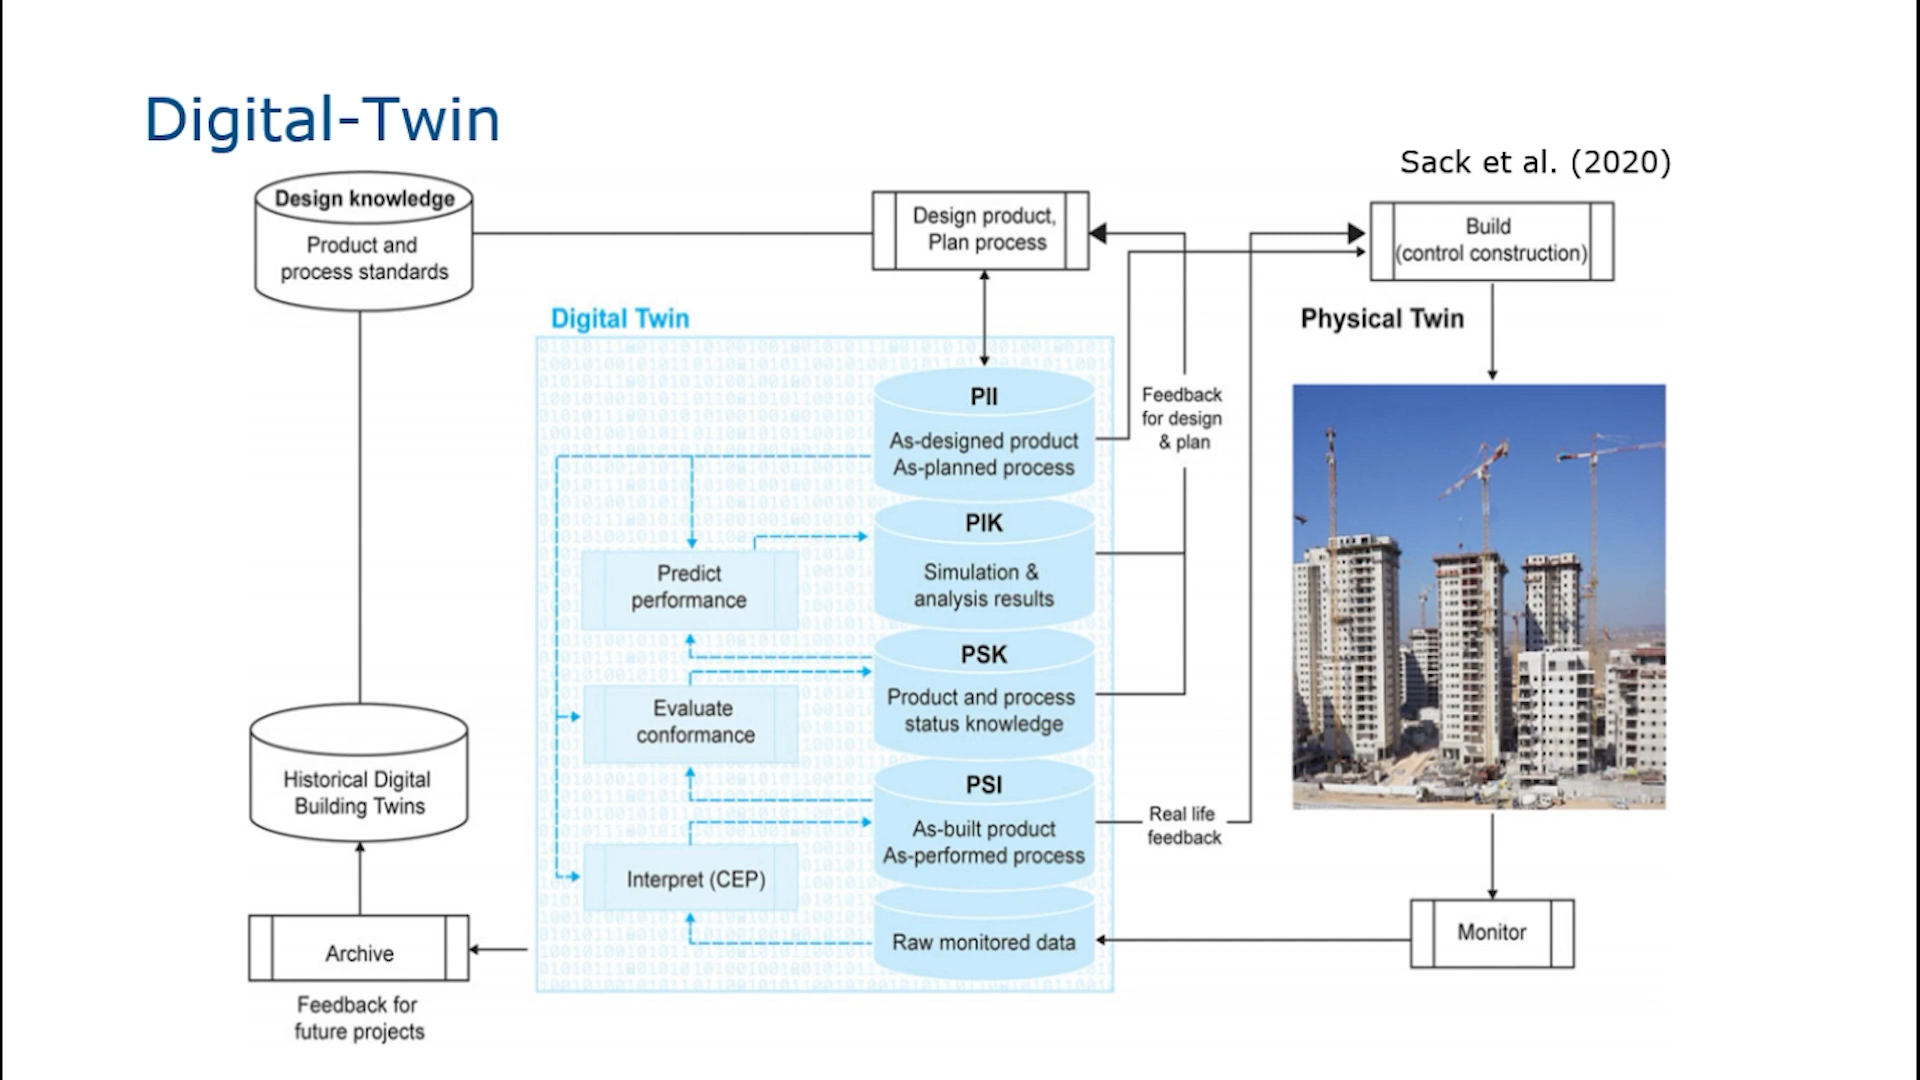 Digital-Twin
Sack et al. (2020)
Design knowledge
Product and
process standards
Design product,
Plan process
Build
(control construction)
Digital Twin
Physical Twin
PII
As-designed product
As-planned process
Feedback
for design
& plan
PIK
Simulation &
analysis results
Predict
performance
PSK
Product and process
status knowledge
Evaluate
conformance
Historical Digital
Building Twins
PSI
As-built product
As-performed process
Real life
feedback
Interpret (CEP)
Raw monitored data
Monitor
Archive
Feedback for
future projects